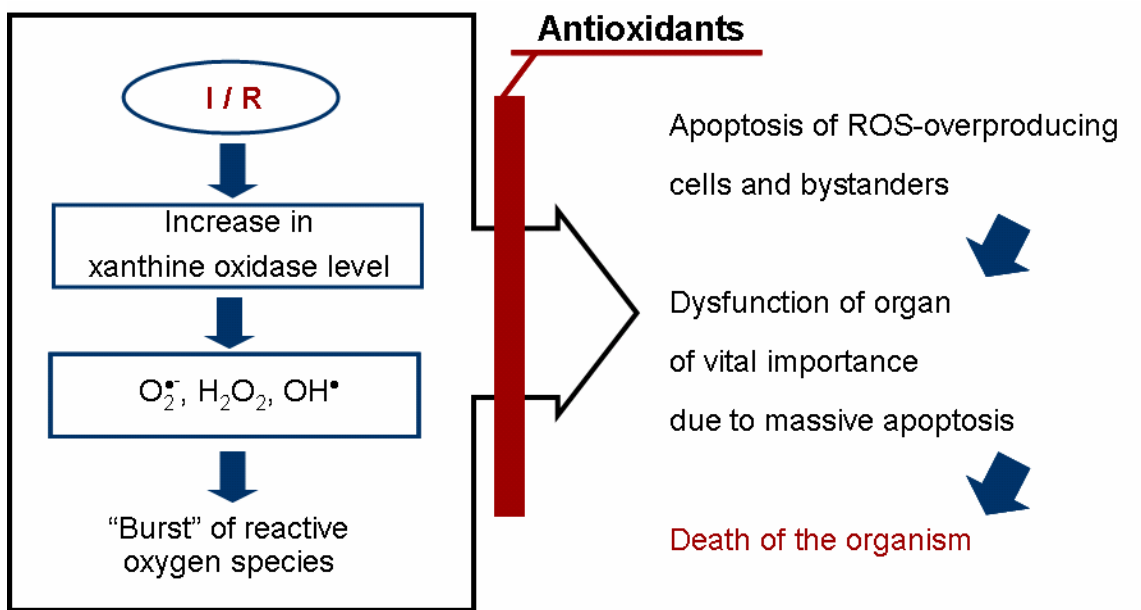 Antioxidants
I / R
Increase in
xanthine oxidase level
O₂•⁻, H₂O₂, OH•
“Burst” of reactive
oxygen species
Apoptosis of ROS-overproducing
cells and bystanders
Dysfunction of organ
of vital importance
due to massive apoptosis
Death of the organism